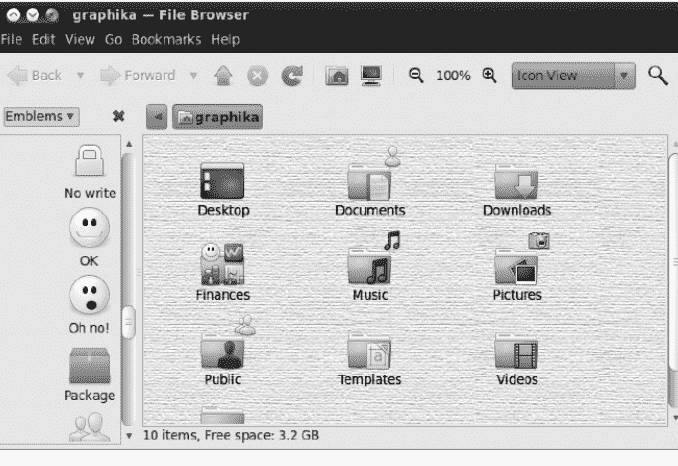 graphika — File Browser
File Edit View Go Bookmarks Help
Back Forward 100% Icon View
Emblems graphika
No write
OK
Oh no!
Package
Desktop Documents Downloads
Finances Music Pictures
Public Templates Videos
10 items, Free space: 3.2 GB